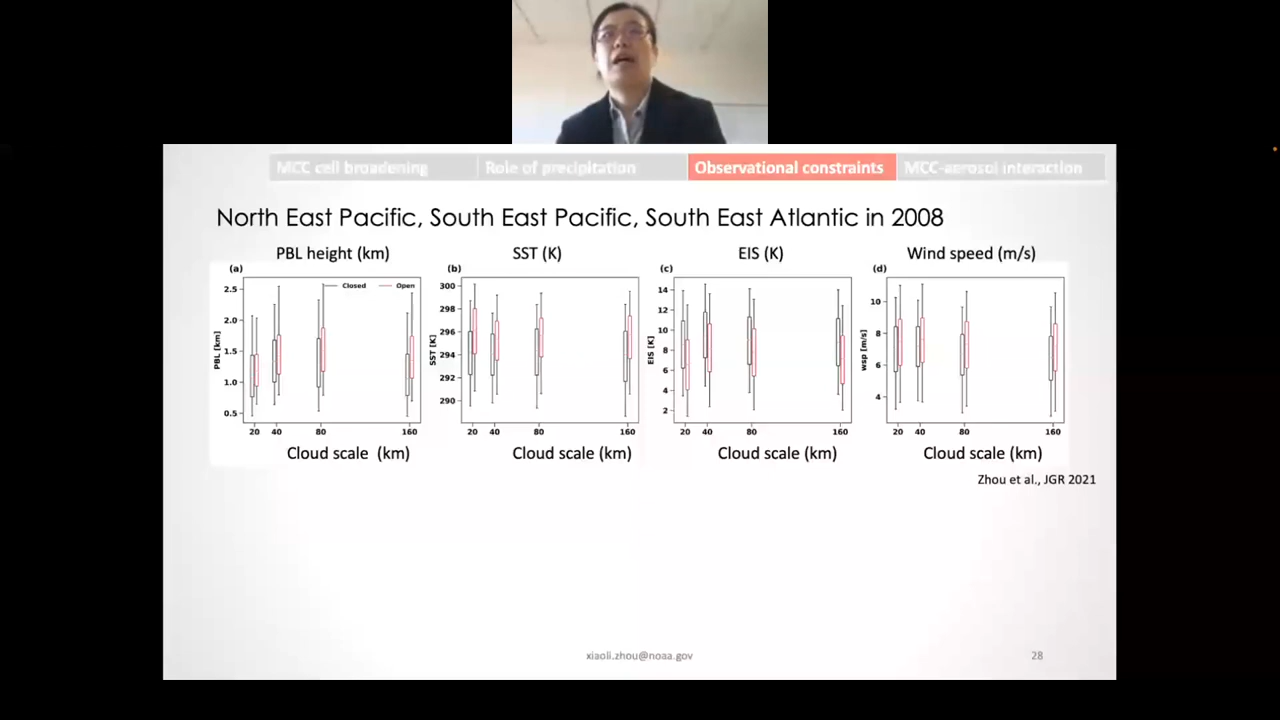 MCC cell broadening Role of precipitation Observational constraints MCC-aerosol interaction
North East Pacific, South East Pacific, South East Atlantic in 2008
PBL height (km) SST (K) EIS (K) Wind speed (m/s)
(a) (b) (c) (d)
Closed Open
PBL [km]
2.5
2.0
1.5
1.0
0.5
20 40 80 160
SST [K]
300
298
296
294
292
290
20 40 80 160
EIS [K]
14
12
10
8
6
4
2
20 40 80 160
wsp [m/s]
10
8
6
4
20 40 80 160
Cloud scale (km) Cloud scale (km) Cloud scale (km) Cloud scale (km)
Zhou et al., JGR 2021
xiaoli.zhou@noaa.gov 28